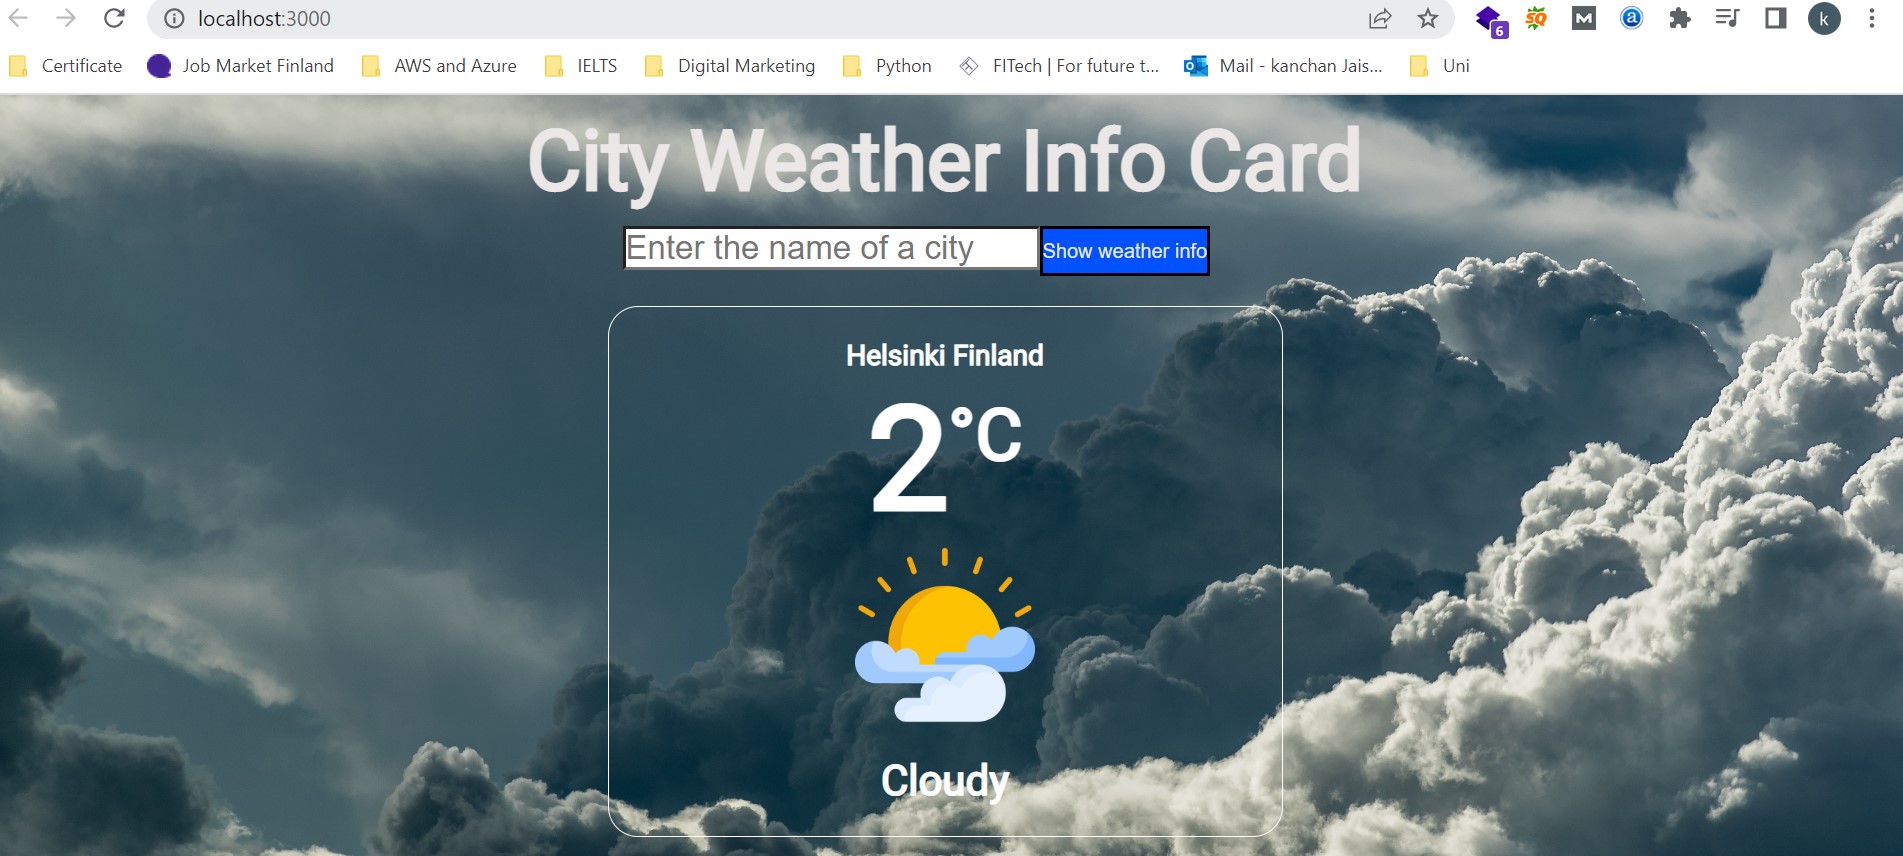 localhost:3000
6
SQ
M
a
k
Certificate Job Market Finland AWS and Azure IELTS Digital Marketing Python FITech | For future t... Mail - kanchan Jais... Uni
City Weather Info Card
Enter the name of a city Show weather info
Helsinki Finland
2°C
Cloudy